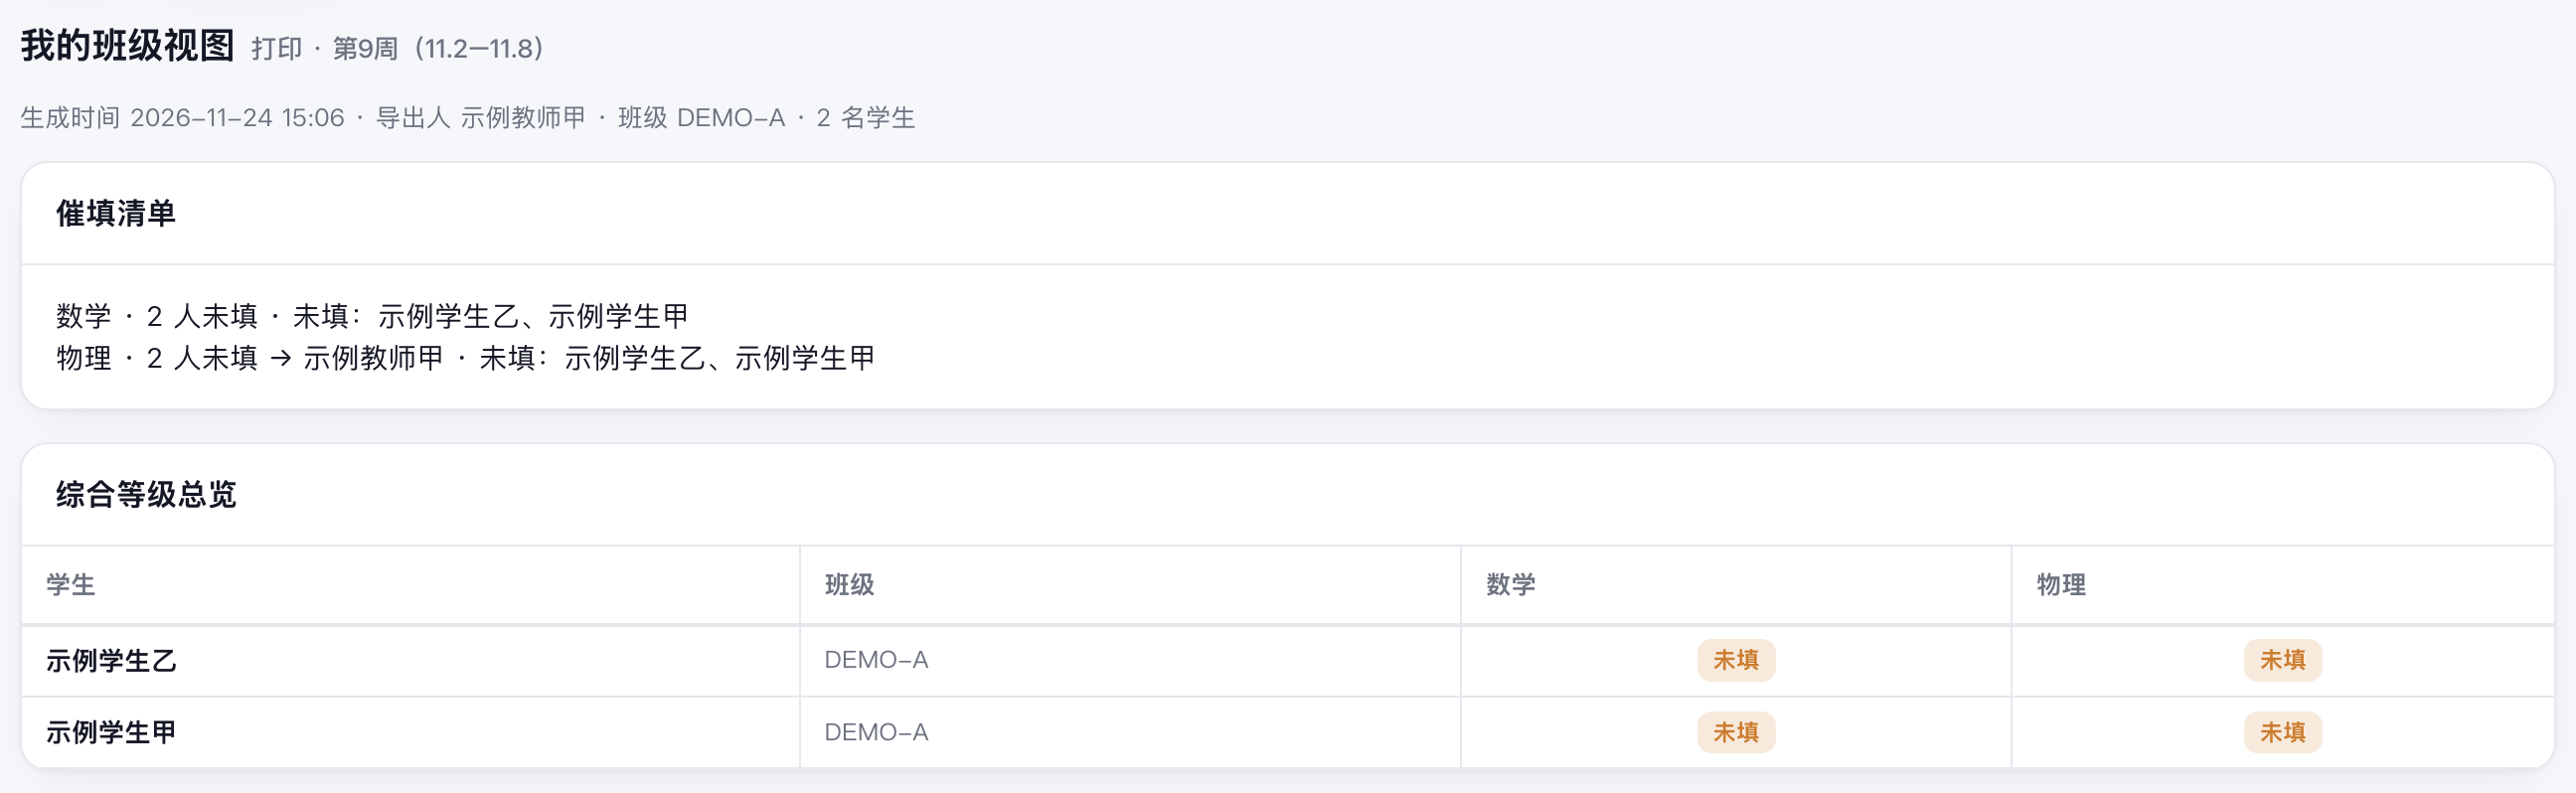 我的班级视图 打印 · 第9周（11.2—11.8）
生成时间 2026-11-24 15:06 · 导出人 示例教师甲 · 班级 DEMO-A · 2 名学生
催填清单
数学 · 2 人未填 · 未填：示例学生乙、示例学生甲
物理 · 2 人未填 → 示例教师甲 · 未填：示例学生乙、示例学生甲
综合等级总览
学生 班级 数学 物理
示例学生乙 DEMO-A 未填 未填
示例学生甲 DEMO-A 未填 未填